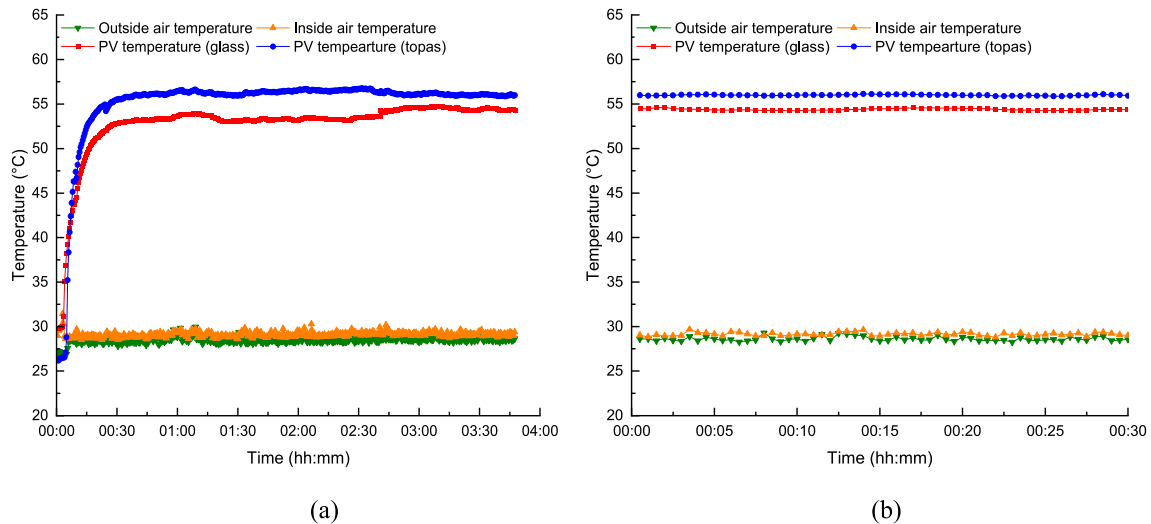 Outside air temperature Inside air temperature
PV temperature (glass) PV tempearture (topas)
65
60
55
50
45
40
35
30
25
20
Temperature (°C)
00:00 00:30 01:00 01:30 02:00 02:30 03:00 03:30 04:00
Time (hh:mm)
(a)
Outside air temperature Inside air temperature
PV temperature (glass) PV tempearture (topas)
65
60
55
50
45
40
35
30
25
20
Temperature (°C)
00:00 00:05 00:10 00:15 00:20 00:25 00:30
Time (hh:mm)
(b)